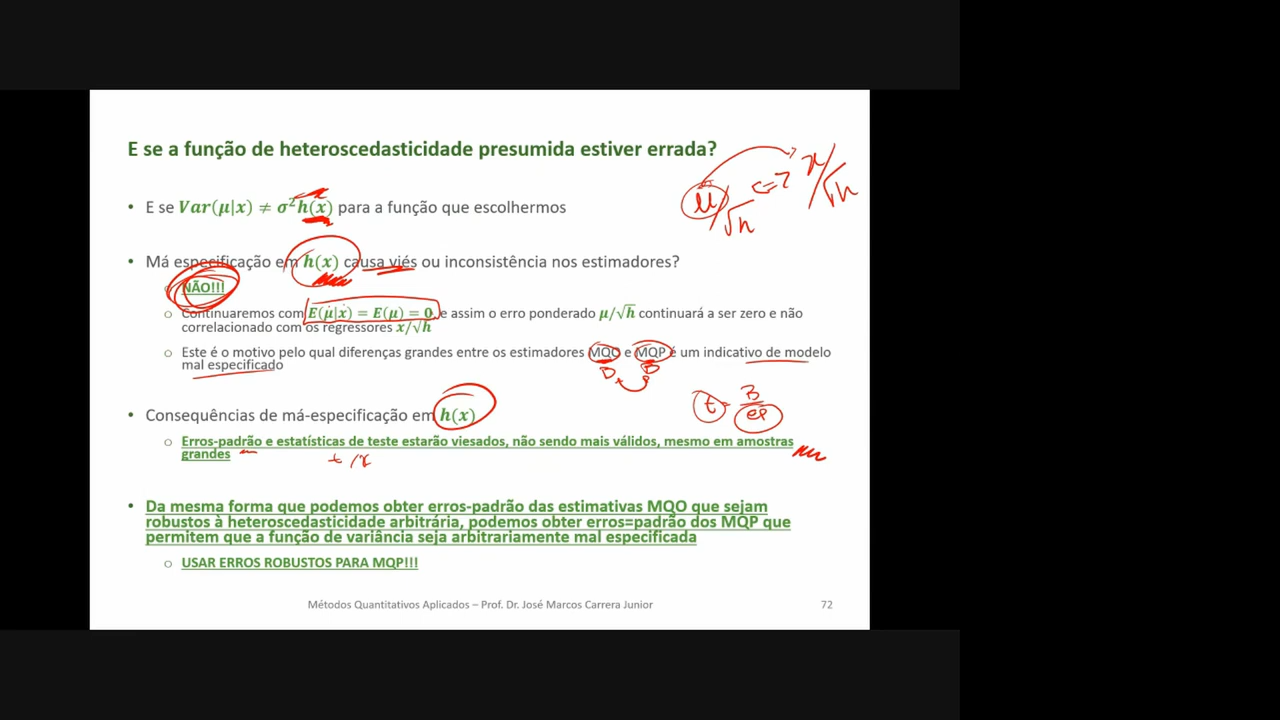 E se a função de heteroscedasticidade presumida estiver errada?
μ/√h <=> x/√h
• E se Var(μ|x) ≠ σ²h(x) para a função que escolhermos
• Má especificação em h(x) causa viés ou inconsistência nos estimadores?
○ NÃO!!!
○ Continuaremos com E(μ|x) = E(μ) = 0, e assim o erro ponderado μ/√h continuará a ser zero e não
correlacionado com os regressores x/√h
○ Este é o motivo pelo qual diferenças grandes entre os estimadores MQO e MQP é um indicativo de modelo
mal especificado
B B
t = B/ep
• Consequências de má-especificação em h(x)
○ Erros-padrão e estatísticas de teste estarão viesados, não sendo mais válidos, mesmo em amostras
grandes
• Da mesma forma que podemos obter erros-padrão das estimativas MQO que sejam
robustos à heteroscedasticidade arbitrária, podemos obter erros=padrão dos MQP que
permitem que a função de variância seja arbitrariamente mal especificada
○ USAR ERROS ROBUSTOS PARA MQP!!!
Métodos Quantitativos Aplicados – Prof. Dr. José Marcos Carrera Junior 72